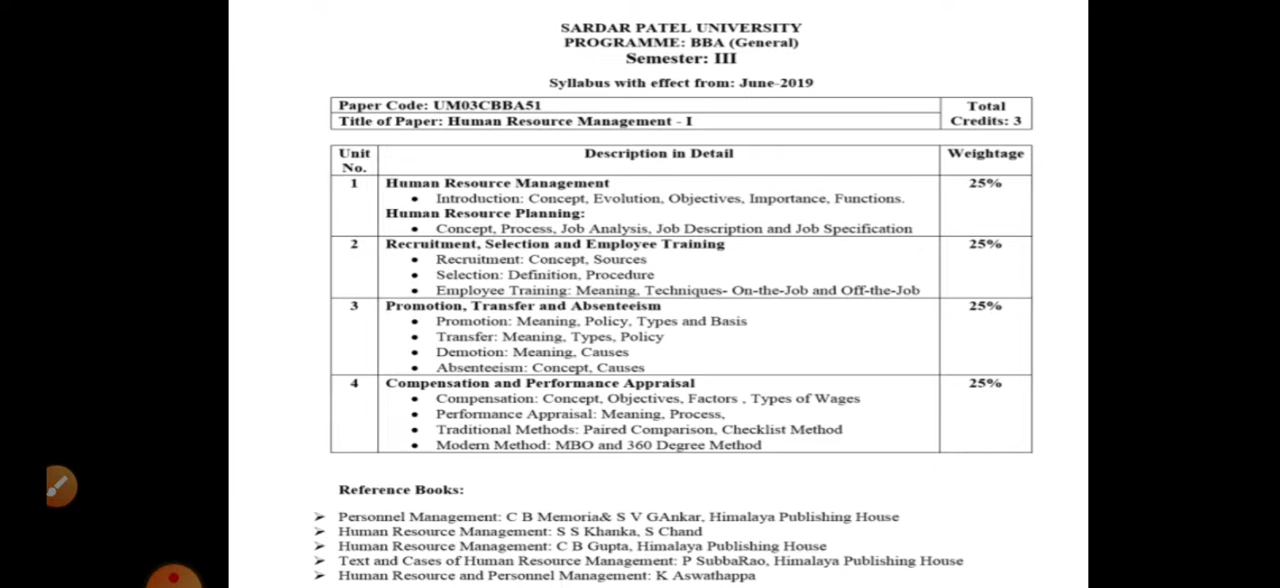 SARDAR PATEL UNIVERSITY
PROGRAMME: BBA (General)
Semester: III
Syllabus with effect from: June-2019
Paper Code: UM03CBBA51
Title of Paper: Human Resource Management - I
Total
Credits: 3
Unit
No.
Description in Detail
Weightage
1
Human Resource Management
25%
• Introduction: Concept, Evolution, Objectives, Importance, Functions.
Human Resource Planning:
• Concept, Process, Job Analysis, Job Description and Job Specification
2
Recruitment, Selection and Employee Training
25%
• Recruitment: Concept, Sources
• Selection: Definition, Procedure
• Employee Training: Meaning, Techniques- On-the-Job and Off-the-Job
3
Promotion, Transfer and Absenteeism
25%
• Promotion: Meaning, Policy, Types and Basis
• Transfer: Meaning, Types, Policy
• Demotion: Meaning, Causes
• Absenteeism: Concept, Causes
4
Compensation and Performance Appraisal
25%
• Compensation: Concept, Objectives, Factors , Types of Wages
• Performance Appraisal: Meaning, Process,
• Traditional Methods: Paired Comparison, Checklist Method
• Modern Method: MBO and 360 Degree Method
Reference Books:
➢ Personnel Management: C B Memoria& S V GAnkar, Himalaya Publishing House
➢ Human Resource Management: S S Khanka, S Chand
➢ Human Resource Management: C B Gupta, Himalaya Publishing House
➢ Text and Cases of Human Resource Management: P SubbaRao, Himalaya Publishing House
➢ Human Resource and Personnel Management: K Aswathappa